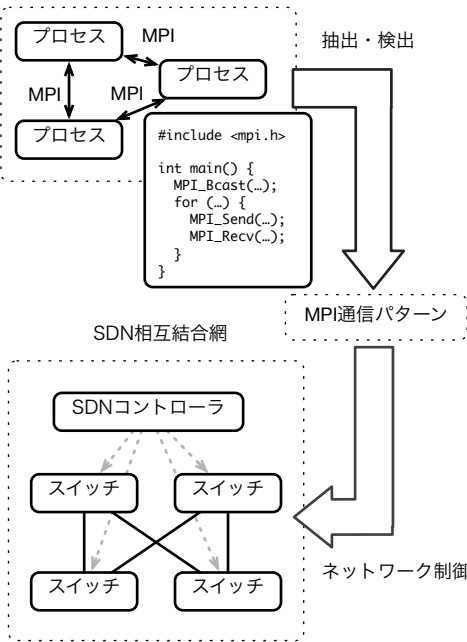 プロセス
MPI
プロセス
MPI
MPI
プロセス
抽出・検出
#include <mpi.h>
int main() {
MPI_Bcast(…);
for (…) {
MPI_Send(…);
MPI_Recv(…);
}
}
MPI通信パターン
SDN相互結合網
SDNコントローラ
スイッチ
スイッチ
スイッチ
スイッチ
ネットワーク制御